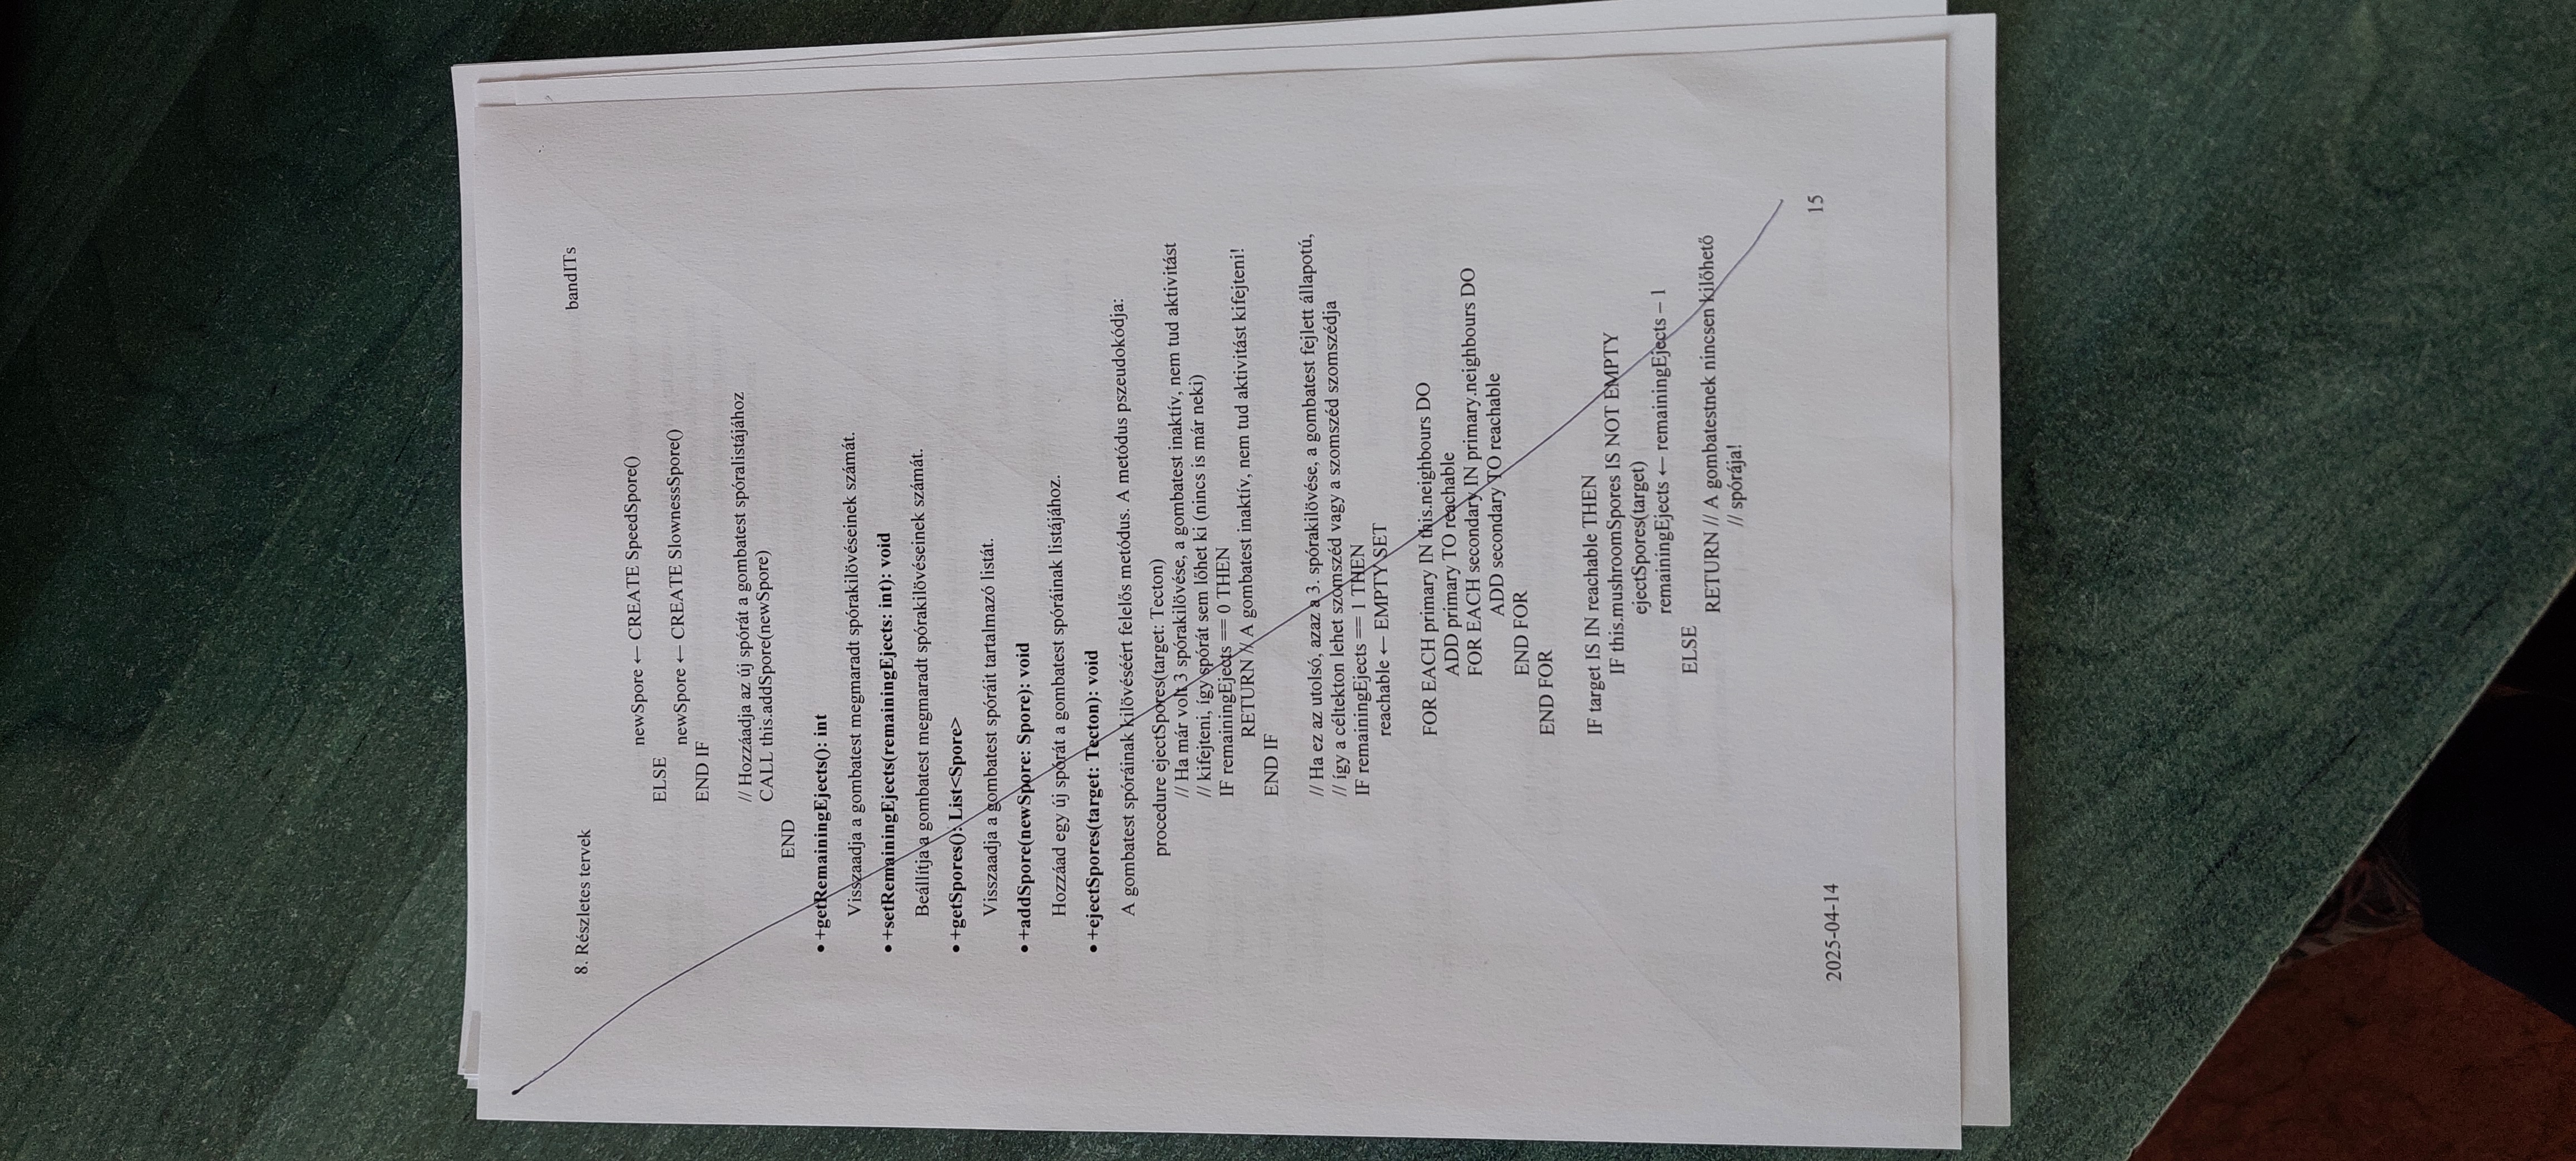 8. Részletes tervek bandITs
newSpore ← CREATE SpeedSpore()
ELSE
newSpore ← CREATE SlownessSpore()
END IF
// Hozzáadja az új spórát a gombatest spóralistájához
CALL this.addSpore(newSpore)
END
• +getRemainingEjects(): int
Visszaadja a gombatest megmaradt spórakilövéseinek számát.
• +setRemainingEjects(remainingEjects: int): void
Beállítja a gombatest megmaradt spórakilövéseinek számát.
• +getSpores(): List<Spore>
Visszaadja a gombatest spóráit tartalmazó listát.
• +addSpore(newSpore: Spore): void
Hozzáad egy új spórát a gombatest spóráinak listájához.
• +ejectSpores(target: Tecton): void
A gombatest spóráinak kilövéséért felelős metódus. A metódus pszeudokódja:
procedure ejectSpores(target: Tecton)
// Ha már volt 3 spórakilövése, a gombatest inaktív, nem tud aktivitást
// kifejteni, így spórát sem lőhet ki (nincs is már neki)
IF remainingEjects == 0 THEN
RETURN // A gombatest inaktív, nem tud aktivitást kifejteni!
END IF
// Ha ez az utolsó, azaz a 3. spórakilövése, a gombatest fejlett állapotú,
// így a céltekton lehet szomszéd vagy a szomszéd szomszédja
IF remainingEjects == 1 THEN
reachable ← EMPTY SET
FOR EACH primary IN this.neighbours DO
ADD primary TO reachable
FOR EACH secondary IN primary.neighbours DO
ADD secondary TO reachable
END FOR
END FOR
IF target IS IN reachable THEN
IF this.mushroomSpores IS NOT EMPTY
ejectSpores(target)
remainingEjects ← remainingEjects – 1
ELSE
RETURN // A gombatestnek nincsen kilőhető
// spórája!
2025-04-14 15